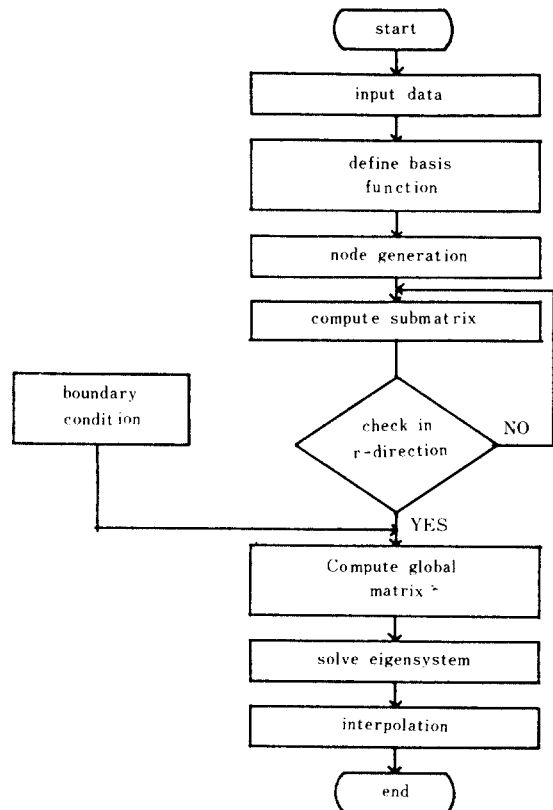 start
input data
define basis
function
node generation
compute submatrix
boundary
condition
check in
r-direction
NO
YES
Compute global
matrix
solve eigensystem
interpolation
end